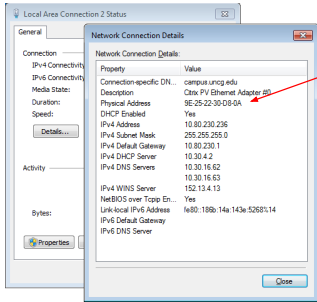 Local Area Connection 2 Status
General
Connection
IPv4 Connectivity
IPv6 Connectivity
Media State:
Duration:
Speed:
Details...
Activity
Bytes:
Properties
Network Connection Details
Network Connection Details:
Property Value
Connection-specific DN... campus.uncg.edu
Description Citrix PV Ethernet Adapter #0
Physical Address 9E-25-22-30-D8-0A
DHCP Enabled Yes
IPv4 Address 10.80.230.236
IPv4 Subnet Mask 255.255.255.0
IPv4 Default Gateway 10.80.230.1
IPv4 DHCP Server 10.30.4.2
IPv4 DNS Servers 10.30.16.62
10.30.16.63
IPv4 WINS Server 152.13.4.13
NetBIOS over Tcpip En... Yes
Link-local IPv6 Address fe80::186b:14a:143e:5268%14
IPv6 Default Gateway
IPv6 DNS Server
Close